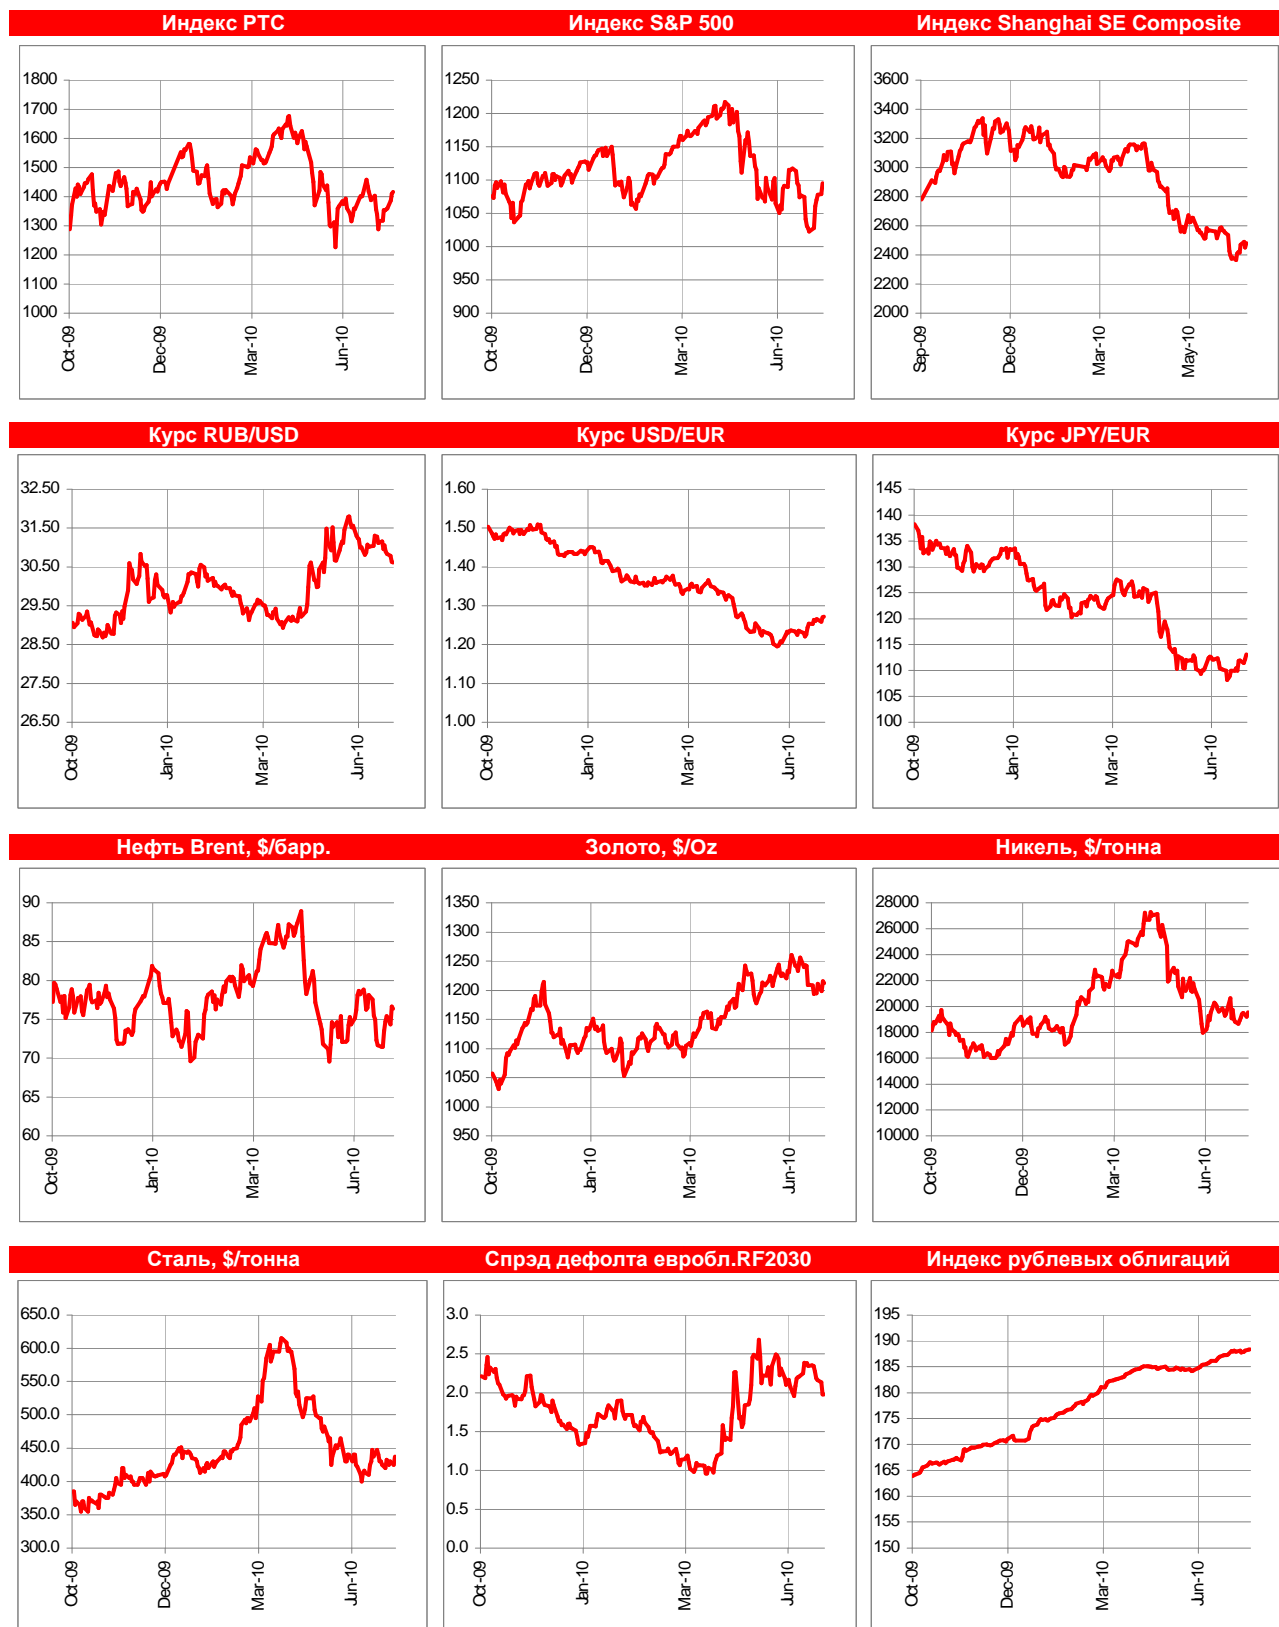 Индекс РТС
Индекс S&P 500
Индекс Shanghai SE Composite
1800
1700
1600
1500
1400
1300
1200
1100
1000
Oct-09
Dec-09
Mar-10
Jun-10
1250
1200
1150
1100
1050
1000
950
900
Oct-09
Dec-09
Mar-10
Jun-10
3600
3400
3200
3000
2800
2600
2400
2200
2000
Sep-09
Dec-09
Mar-10
May-10
Курс RUB/USD
Курс USD/EUR
Курс JPY/EUR
32.50
31.50
30.50
29.50
28.50
27.50
26.50
Oct-09
Jan-10
Mar-10
Jun-10
1.60
1.50
1.40
1.30
1.20
1.10
1.00
Oct-09
Jan-10
Mar-10
Jun-10
145
140
135
130
125
120
115
110
105
100
Oct-09
Jan-10
Mar-10
Jun-10
Нефть Brent, $/барр.
Золото, $/Oz
Никель, $/тонна
90
85
80
75
70
65
60
Oct-09
Jan-10
Mar-10
Jun-10
1350
1300
1250
1200
1150
1100
1050
1000
950
Oct-09
Jan-10
Mar-10
Jun-10
28000
26000
24000
22000
20000
18000
16000
14000
12000
10000
Oct-09
Dec-09
Mar-10
Jun-10
Сталь, $/тонна
Спрэд дефолта евробл.RF2030
Индекс рублевых облигаций
650.0
600.0
550.0
500.0
450.0
400.0
350.0
300.0
Oct-09
Dec-09
Mar-10
Jun-10
3.0
2.5
2.0
1.5
1.0
0.5
0.0
Oct-09
Jan-10
Mar-10
Jun-10
195
190
185
180
175
170
165
160
155
150
Oct-09
Dec-09
Mar-10
Jun-10